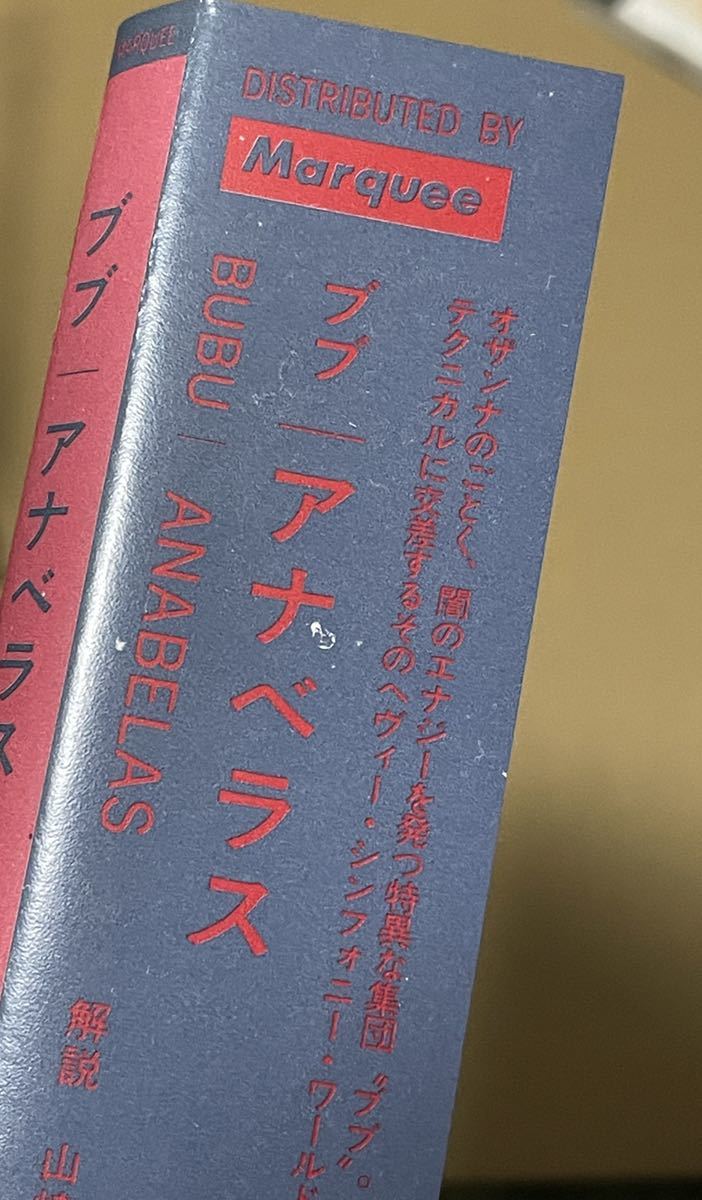 MARQUEE
ブブ｜アナベラス
DISTRIBUTED BY
Marquee
オザンナのごとく、闇のエナジーを発つ特異な集団〝ブブ〟。
テクニカルに交差するそのヘヴィー・シンフォニー・ワールド
ブブ｜アナベラス
BUBU｜ANABELAS
解説 山